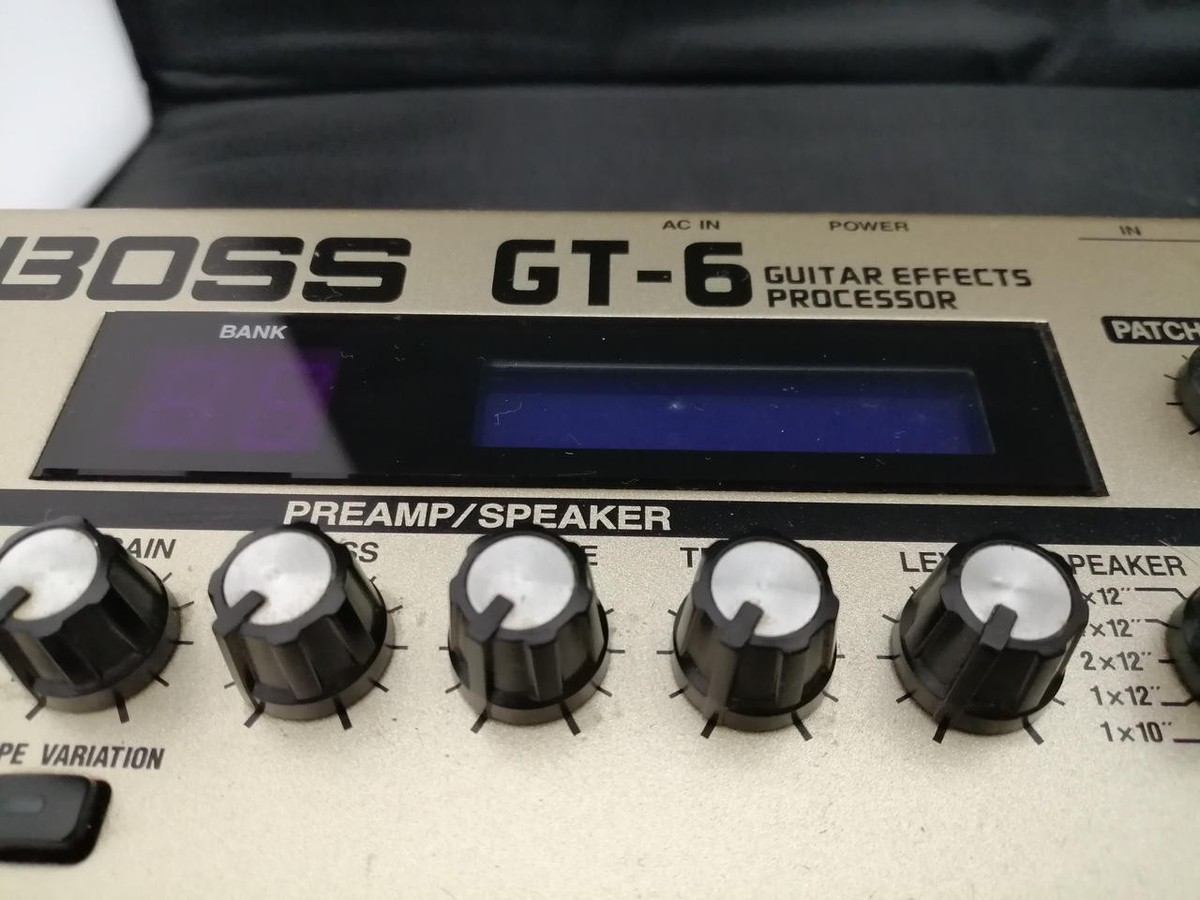 AC IN
POWER
IN
BOSS
GT-6
GUITAR EFFECTS
PROCESSOR
BANK
PATCH
PREAMP/SPEAKER
2×12"
1×12"
1×10"
VARIATION